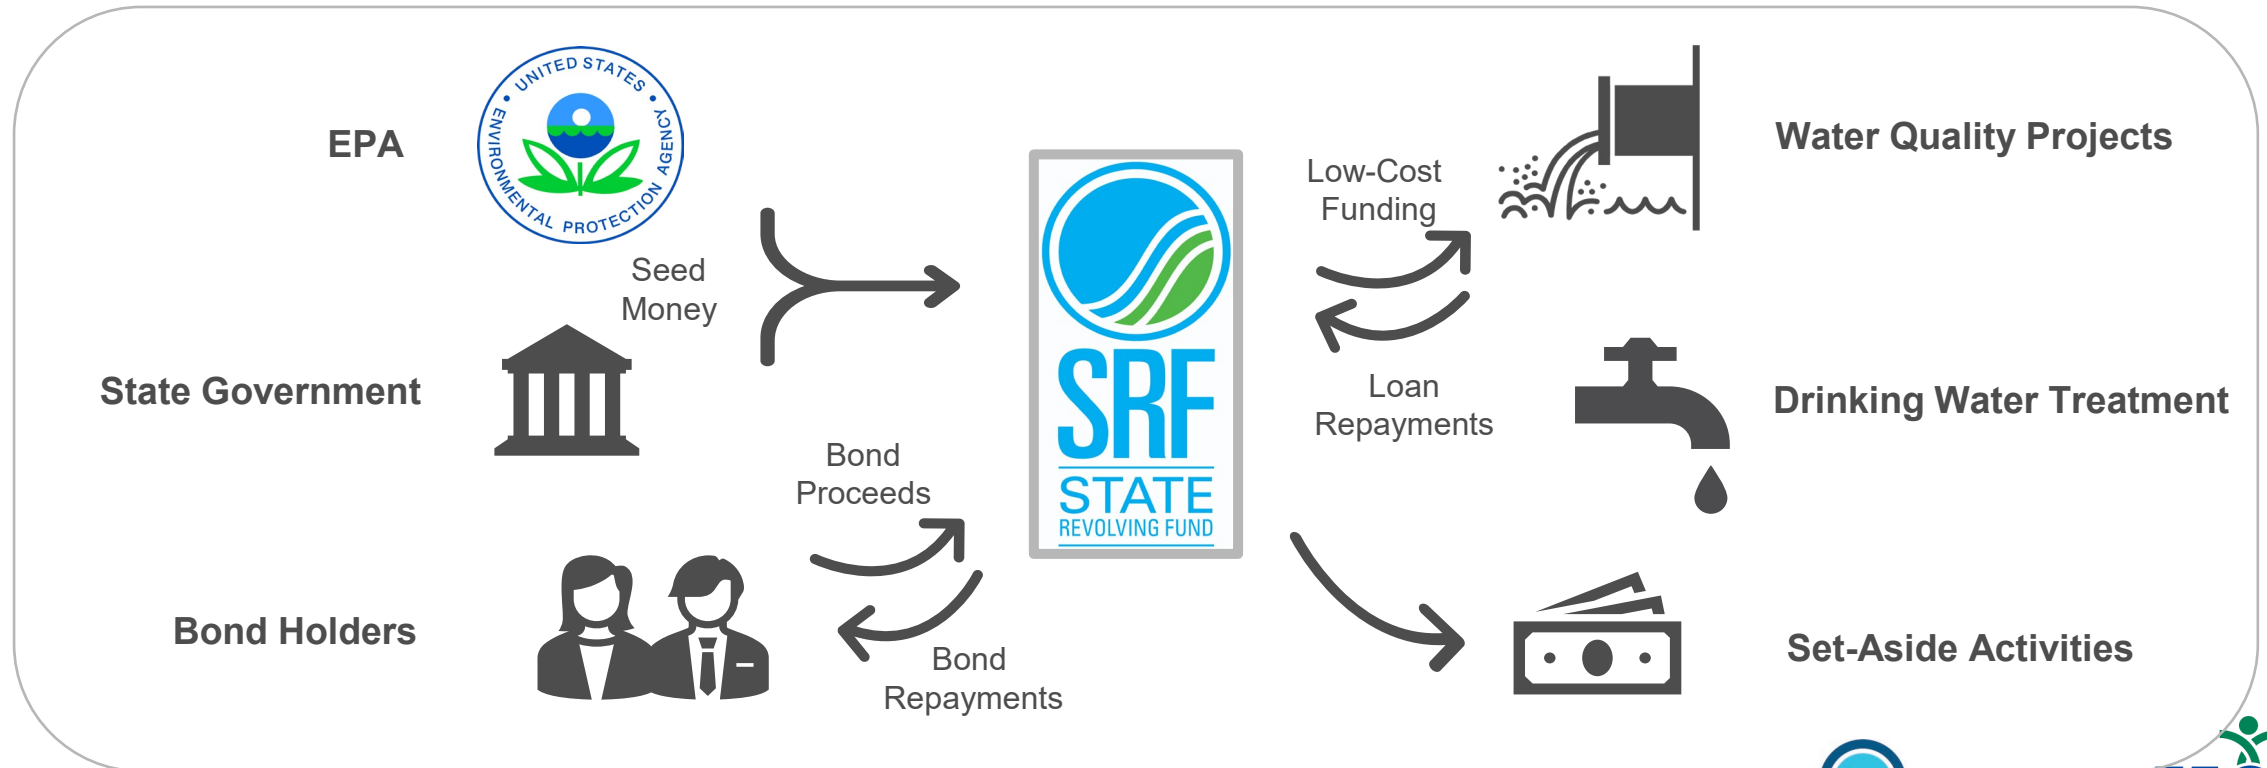 EPA
UNITED STATES
ENVIRONMENTAL PROTECTION AGENCY
Seed
Money
State Government
Bond
Proceeds
Bond Holders
Bond
Repayments
SRF
STATE
REVOLVING FUND
Low-Cost
Funding
Loan
Repayments
Water Quality Projects
Drinking Water Treatment
Set-Aside Activities